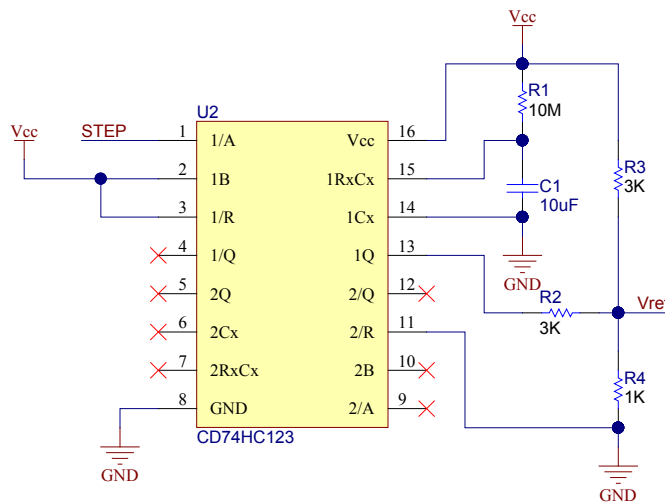 Vcc
U2
R1
10M
Vcc
STEP
1
1/A
Vcc
16
2
1B
1RxCx
15
R3
3K
C1
10uF
3
1/R
1Cx
14
4
1/Q
1Q
13
GND
5
2Q
2/Q
12
R2
3K
Vref
6
2Cx
2/R
11
7
2RxCx
2B
10
R4
1K
8
GND
2/A
9
CD74HC123
GND
GND